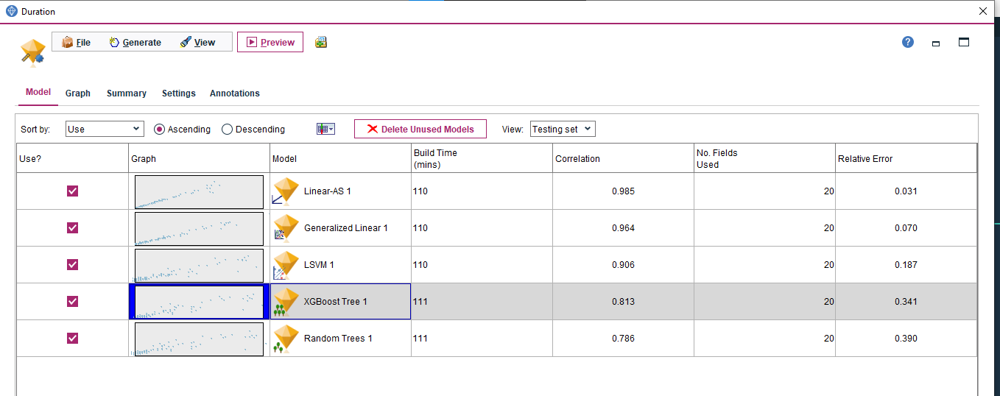 Duration
File Generate View Preview
Model Graph Summary Settings Annotations
Sort by: Use Ascending Descending Delete Unused Models View: Testing set
Use? Graph Model Build Time (mins) Correlation No. Fields Used Relative Error
Linear-AS 1 110 0.985 20 0.031
Generalized Linear 1 110 0.964 20 0.070
LSVM 1 110 0.906 20 0.187
XGBoost Tree 1 111 0.813 20 0.341
Random Trees 1 111 0.786 20 0.390